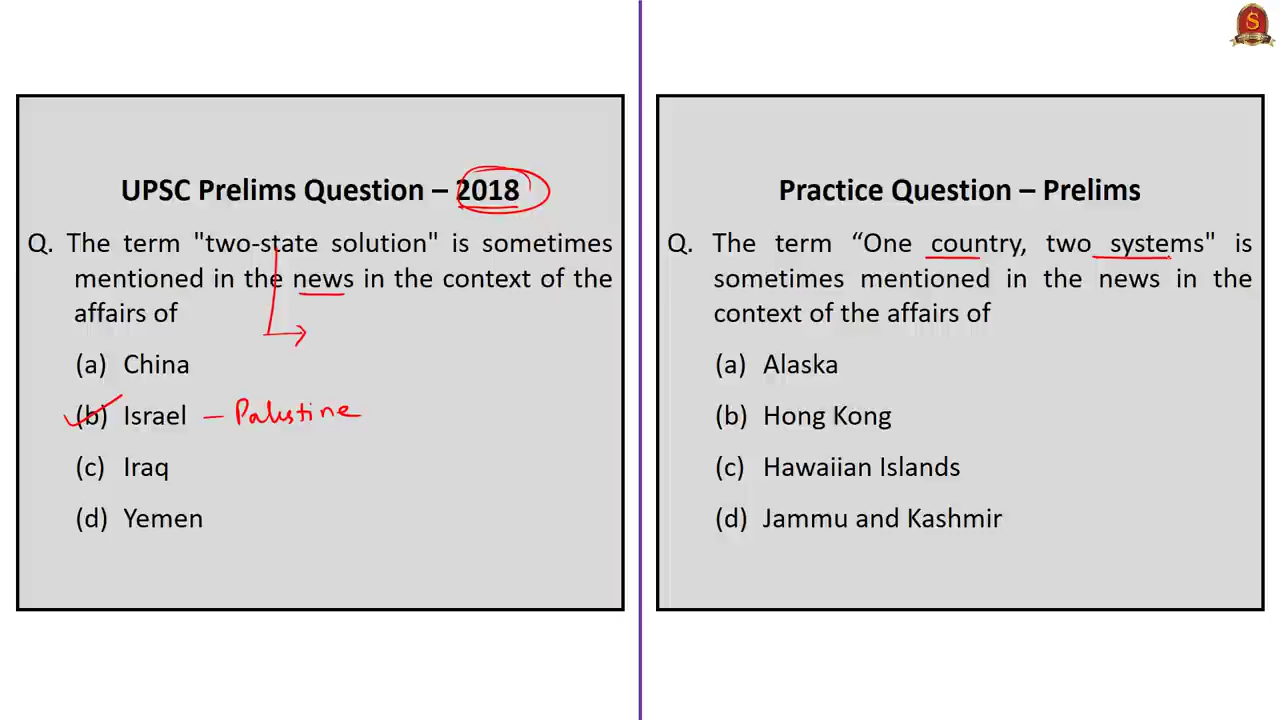 UPSC Prelims Question – 2018
Q. The term "two-state solution" is sometimes
mentioned in the news in the context of the
affairs of
(a) China
(b) Israel – Palestine
(c) Iraq
(d) Yemen
Practice Question – Prelims
Q. The term “One country, two systems" is
sometimes mentioned in the news in the
context of the affairs of
(a) Alaska
(b) Hong Kong
(c) Hawaiian Islands
(d) Jammu and Kashmir
S